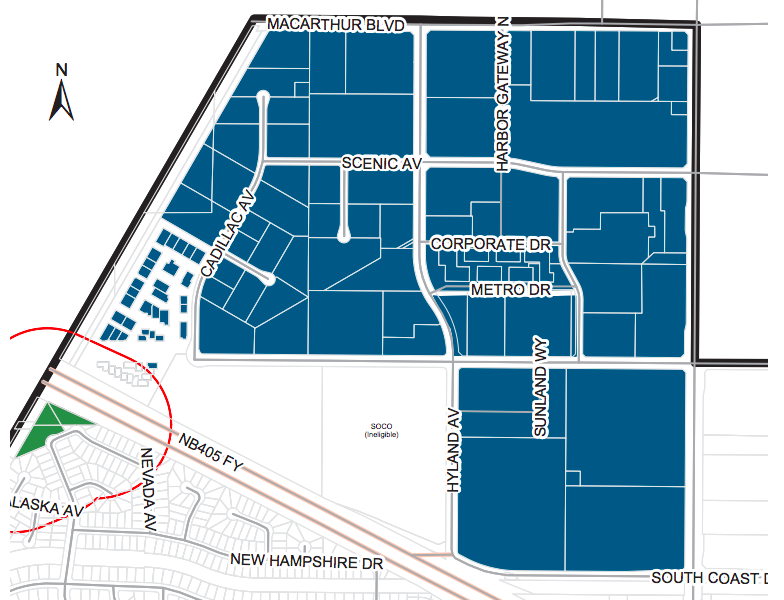 MACARTHUR BLVD
HARBOR GATEWAY N
N
SCENIC AV
CADILLAC AV
CORPORATE DR
METRO DR
SUNLAND WY
HYLAND AV
SOCO
(Ineligible)
NB405 FY
NEVADA AV
ALASKA AV
NEW HAMPSHIRE DR
SOUTH COAST D